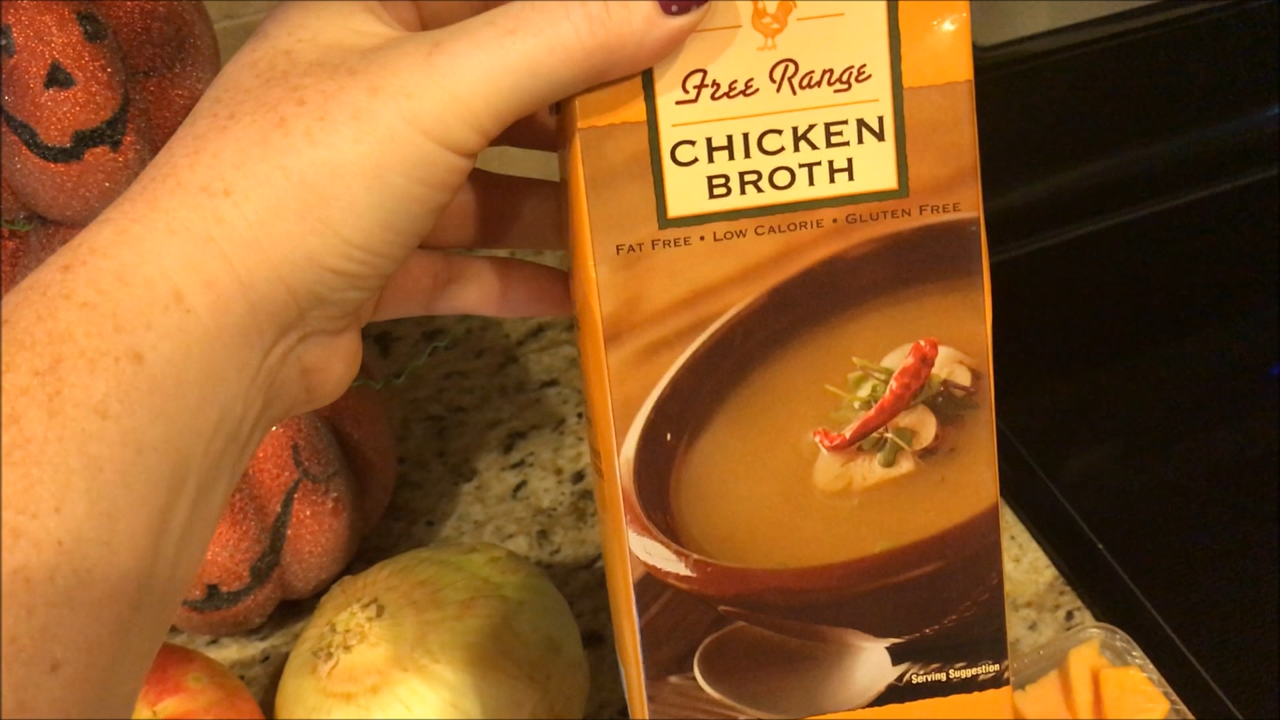 Free Range
CHICKEN
BROTH
FAT FREE • LOW CALORIE • GLUTEN FREE
Serving Suggestion